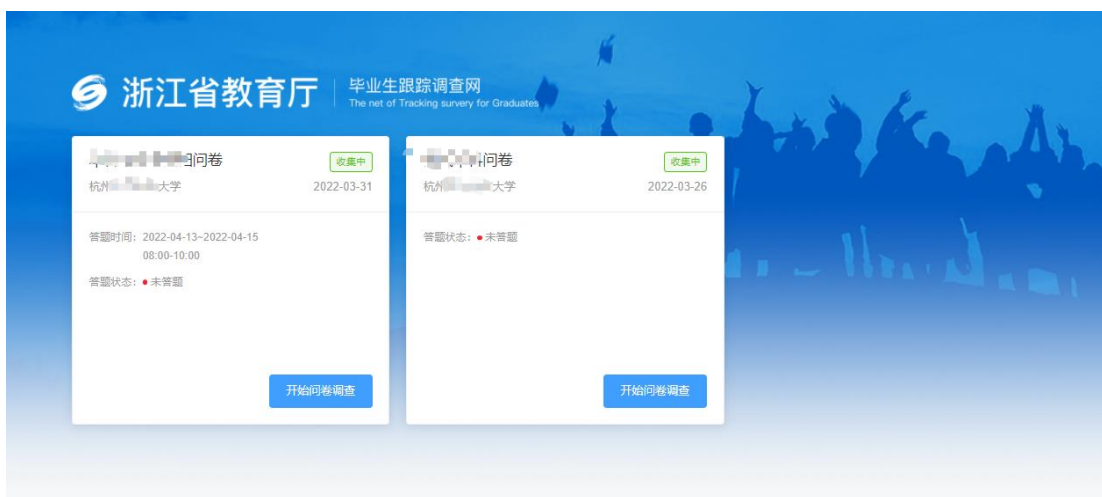 浙江省教育厅
毕业生跟踪调查网
The net of Tracking survery for Graduates
问卷
收集中
杭州 大学
2022-03-31
答题时间: 2022-04-13~2022-04-15
08:00-10:00
答题状态: 未答题
开始问卷调查
问卷
收集中
杭州 大学
2022-03-26
答题状态: 未答题
开始问卷调查